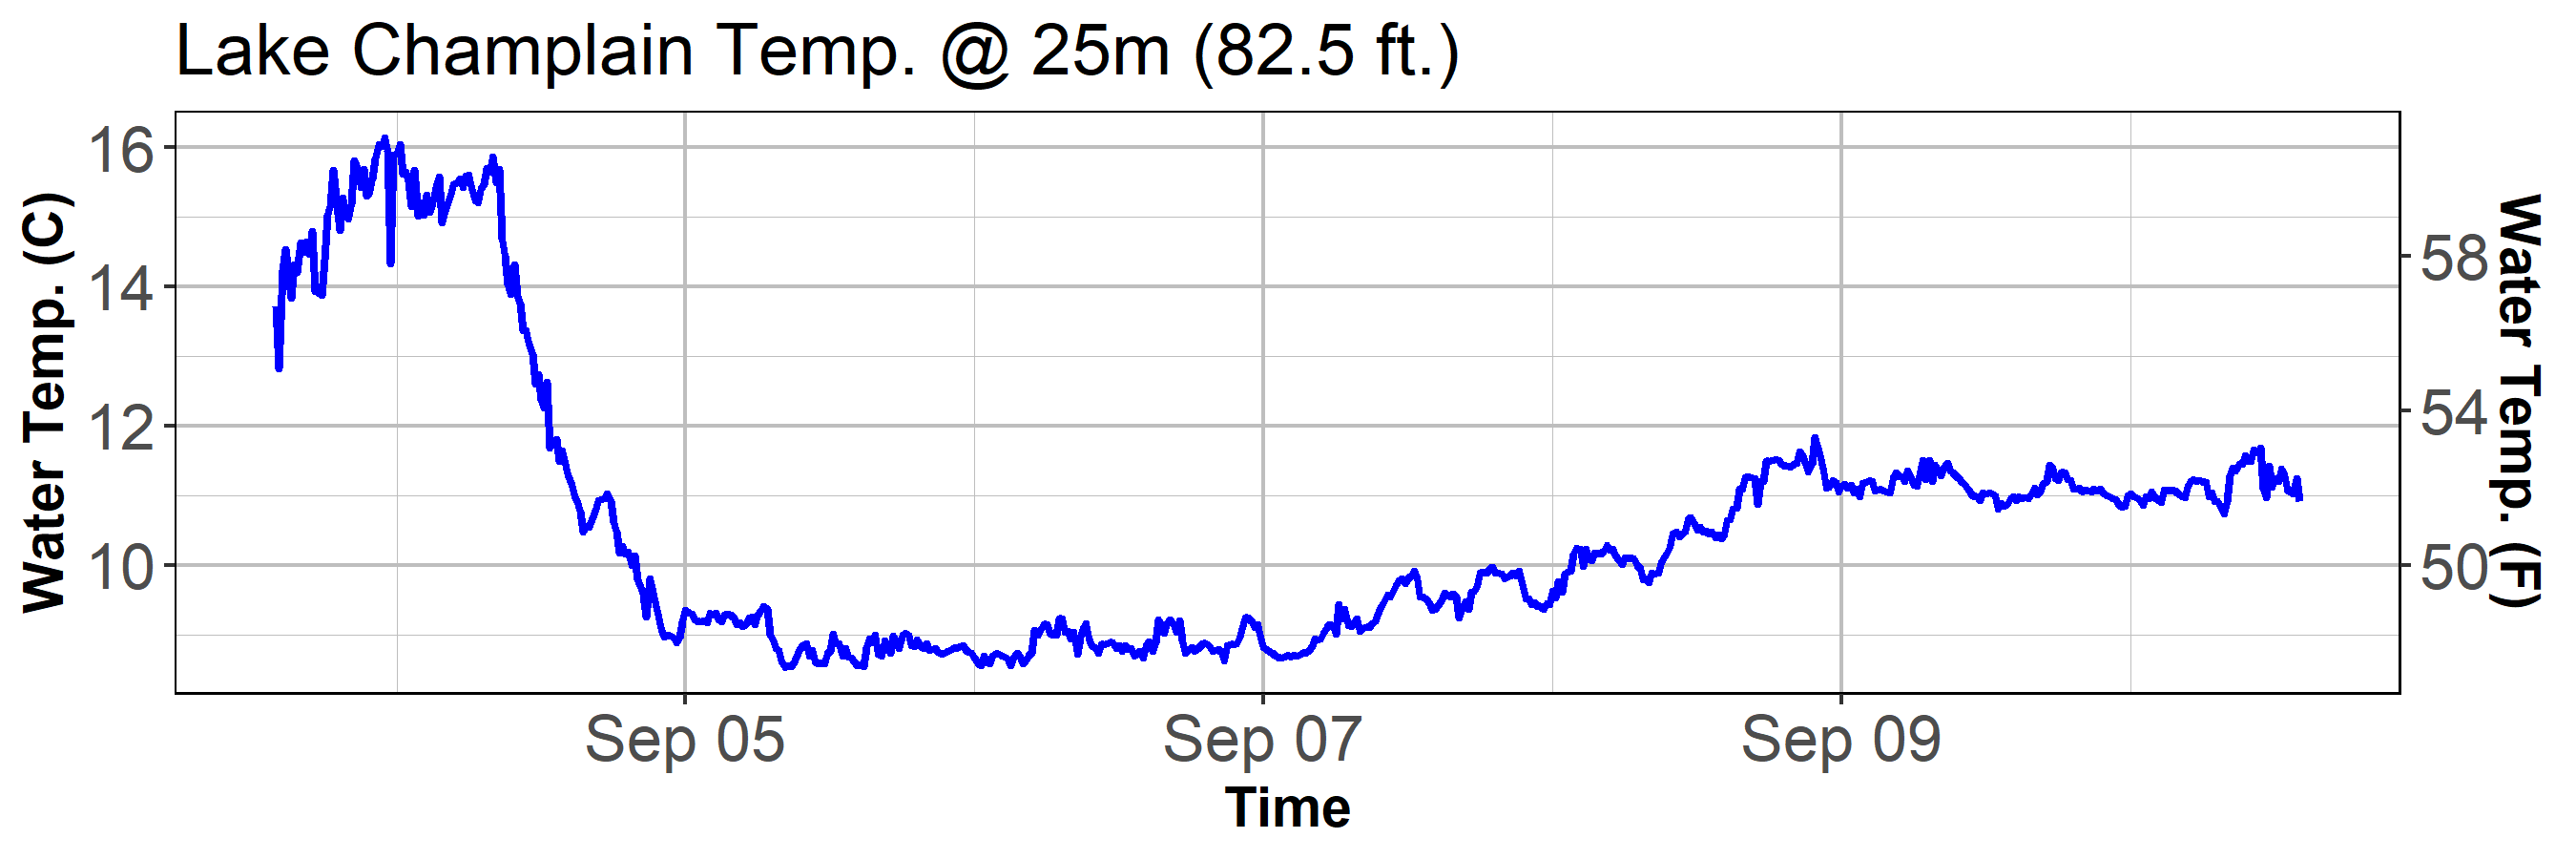 Lake Champlain Temp. @ 25m (82.5 ft.)
Water Temp. (C)
16
14
12
10
58
54
50
Water Temp. (F)
Sep 05
Sep 07
Sep 09
Time